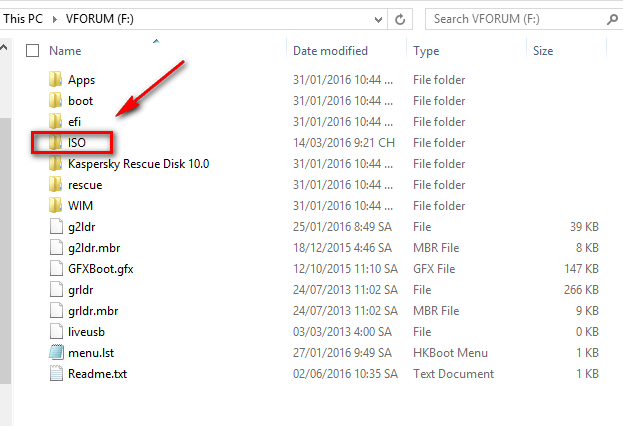 This PC VFORUM (F:) Search VFORUM (F:)
Name Date modified Type Size
Apps 31/01/2016 10:44 ... File folder
boot 31/01/2016 10:44 ... File folder
efi 31/01/2016 10:44 ... File folder
ISO 14/03/2016 9:21 CH File folder
Kaspersky Rescue Disk 10.0 31/01/2016 10:44 ... File folder
rescue 31/01/2016 10:44 ... File folder
WIM 31/01/2016 10:44 ... File folder
g2ldr 25/01/2016 8:49 SA File 39 KB
g2ldr.mbr 18/12/2015 4:46 SA MBR File 8 KB
GFXBoot.gfx 12/10/2015 11:10 SA GFX File 147 KB
grldr 24/07/2013 11:02 SA File 266 KB
grldr.mbr 24/07/2013 11:02 SA MBR File 9 KB
liveusb 03/03/2013 4:00 SA File 0 KB
menu.lst 27/01/2016 9:49 SA HKBoot Menu 1 KB
Readme.txt 02/06/2016 10:35 SA Text Document 1 KB